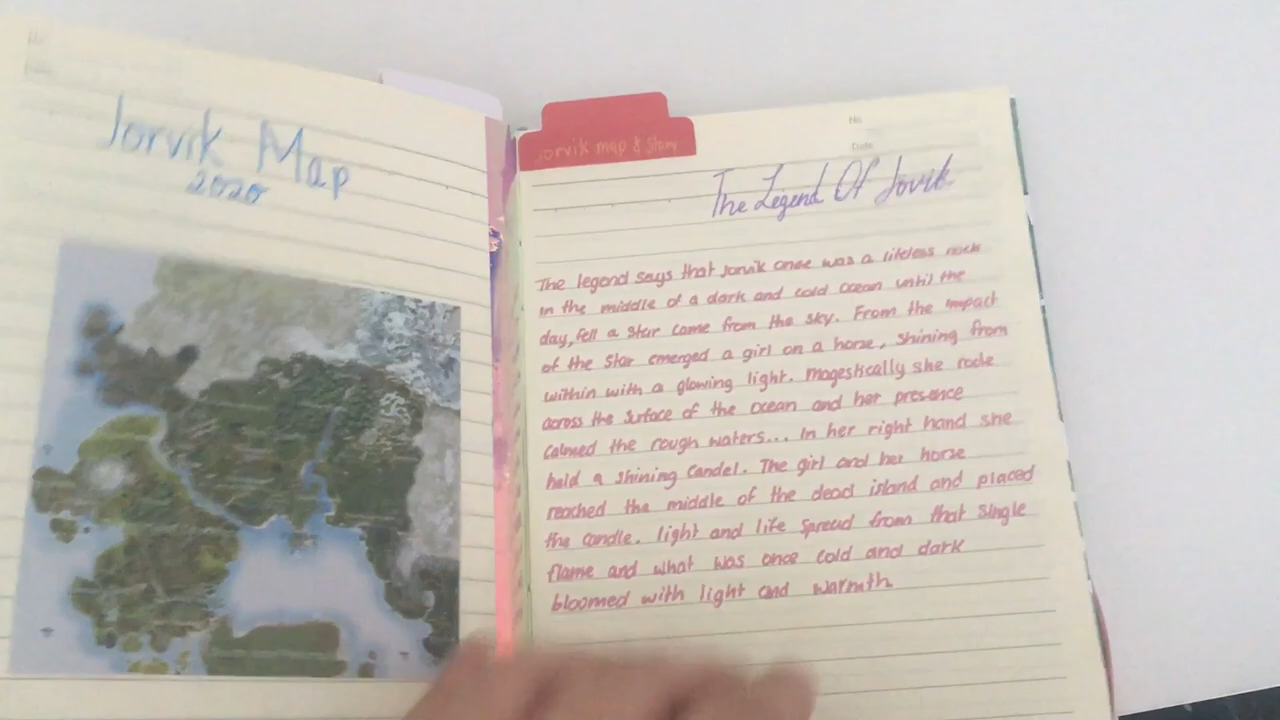 Jorvik Map
2020
Jorvik map & Story
No
Date
The Legend Of Jovik
The legend says that Jorvik once was a lifeless rock
in the middle of a dark and cold ocean until the
day, fell a star came from the sky. From the impact
of the star emerged a girl on a horse, shining from
within with a glowing light. Magestically she rode
across the surface of the ocean and her presence
calmed the rough waters... In her right hand she
held a shining Candel. The girl and her horse
reached the middle of the dead island and placed
the candle. light and life spread from that single
flame and what was once cold and dark
bloomed with light and warmth.